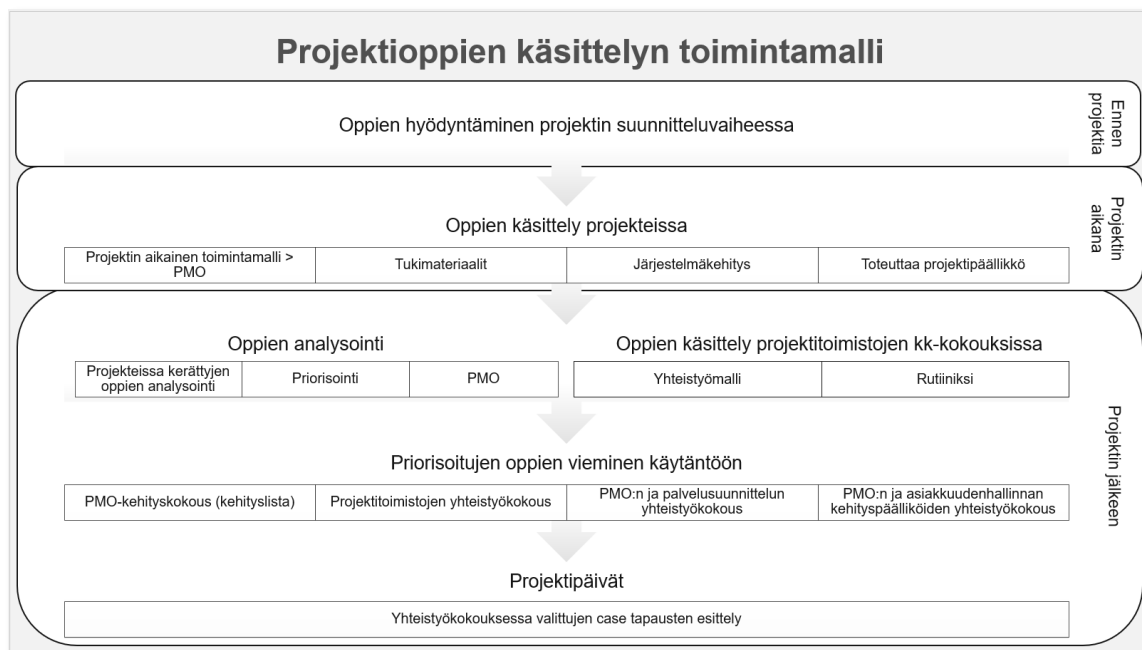 Projektioppien käsittelyn toimintamalli
Oppien hyödyntäminen projektin suunnitteluvaiheessa
Ennen
projektia
Oppien käsittely projekteissa
Projektin aikainen toimintamalli >
PMO
Tukimateriaalit
Järjestelmäkehitys
Toteuttaa projektipäällikkö
Projektin
aikana
Oppien analysointi
Projekteissa kerättyjen
oppien analysointi
Priorisointi
PMO
Oppien käsittely projektitoimistojen kk-kokouksissa
Yhteistyömalli
Rutiiniksi
Priorisoitujen oppien vieminen käytäntöön
PMO-kehityskokous (kehityslista)
Projektitoimistojen yhteistyökokous
PMO:n ja palvelusuunnittelun
yhteistyökokous
PMO:n ja asiakkuudenhallinnan
kehityspäälliköiden yhteistyökokous
Projektipäivät
Yhteistyökokouksessa valittujen case tapausten esittely
Projektin jälkeen